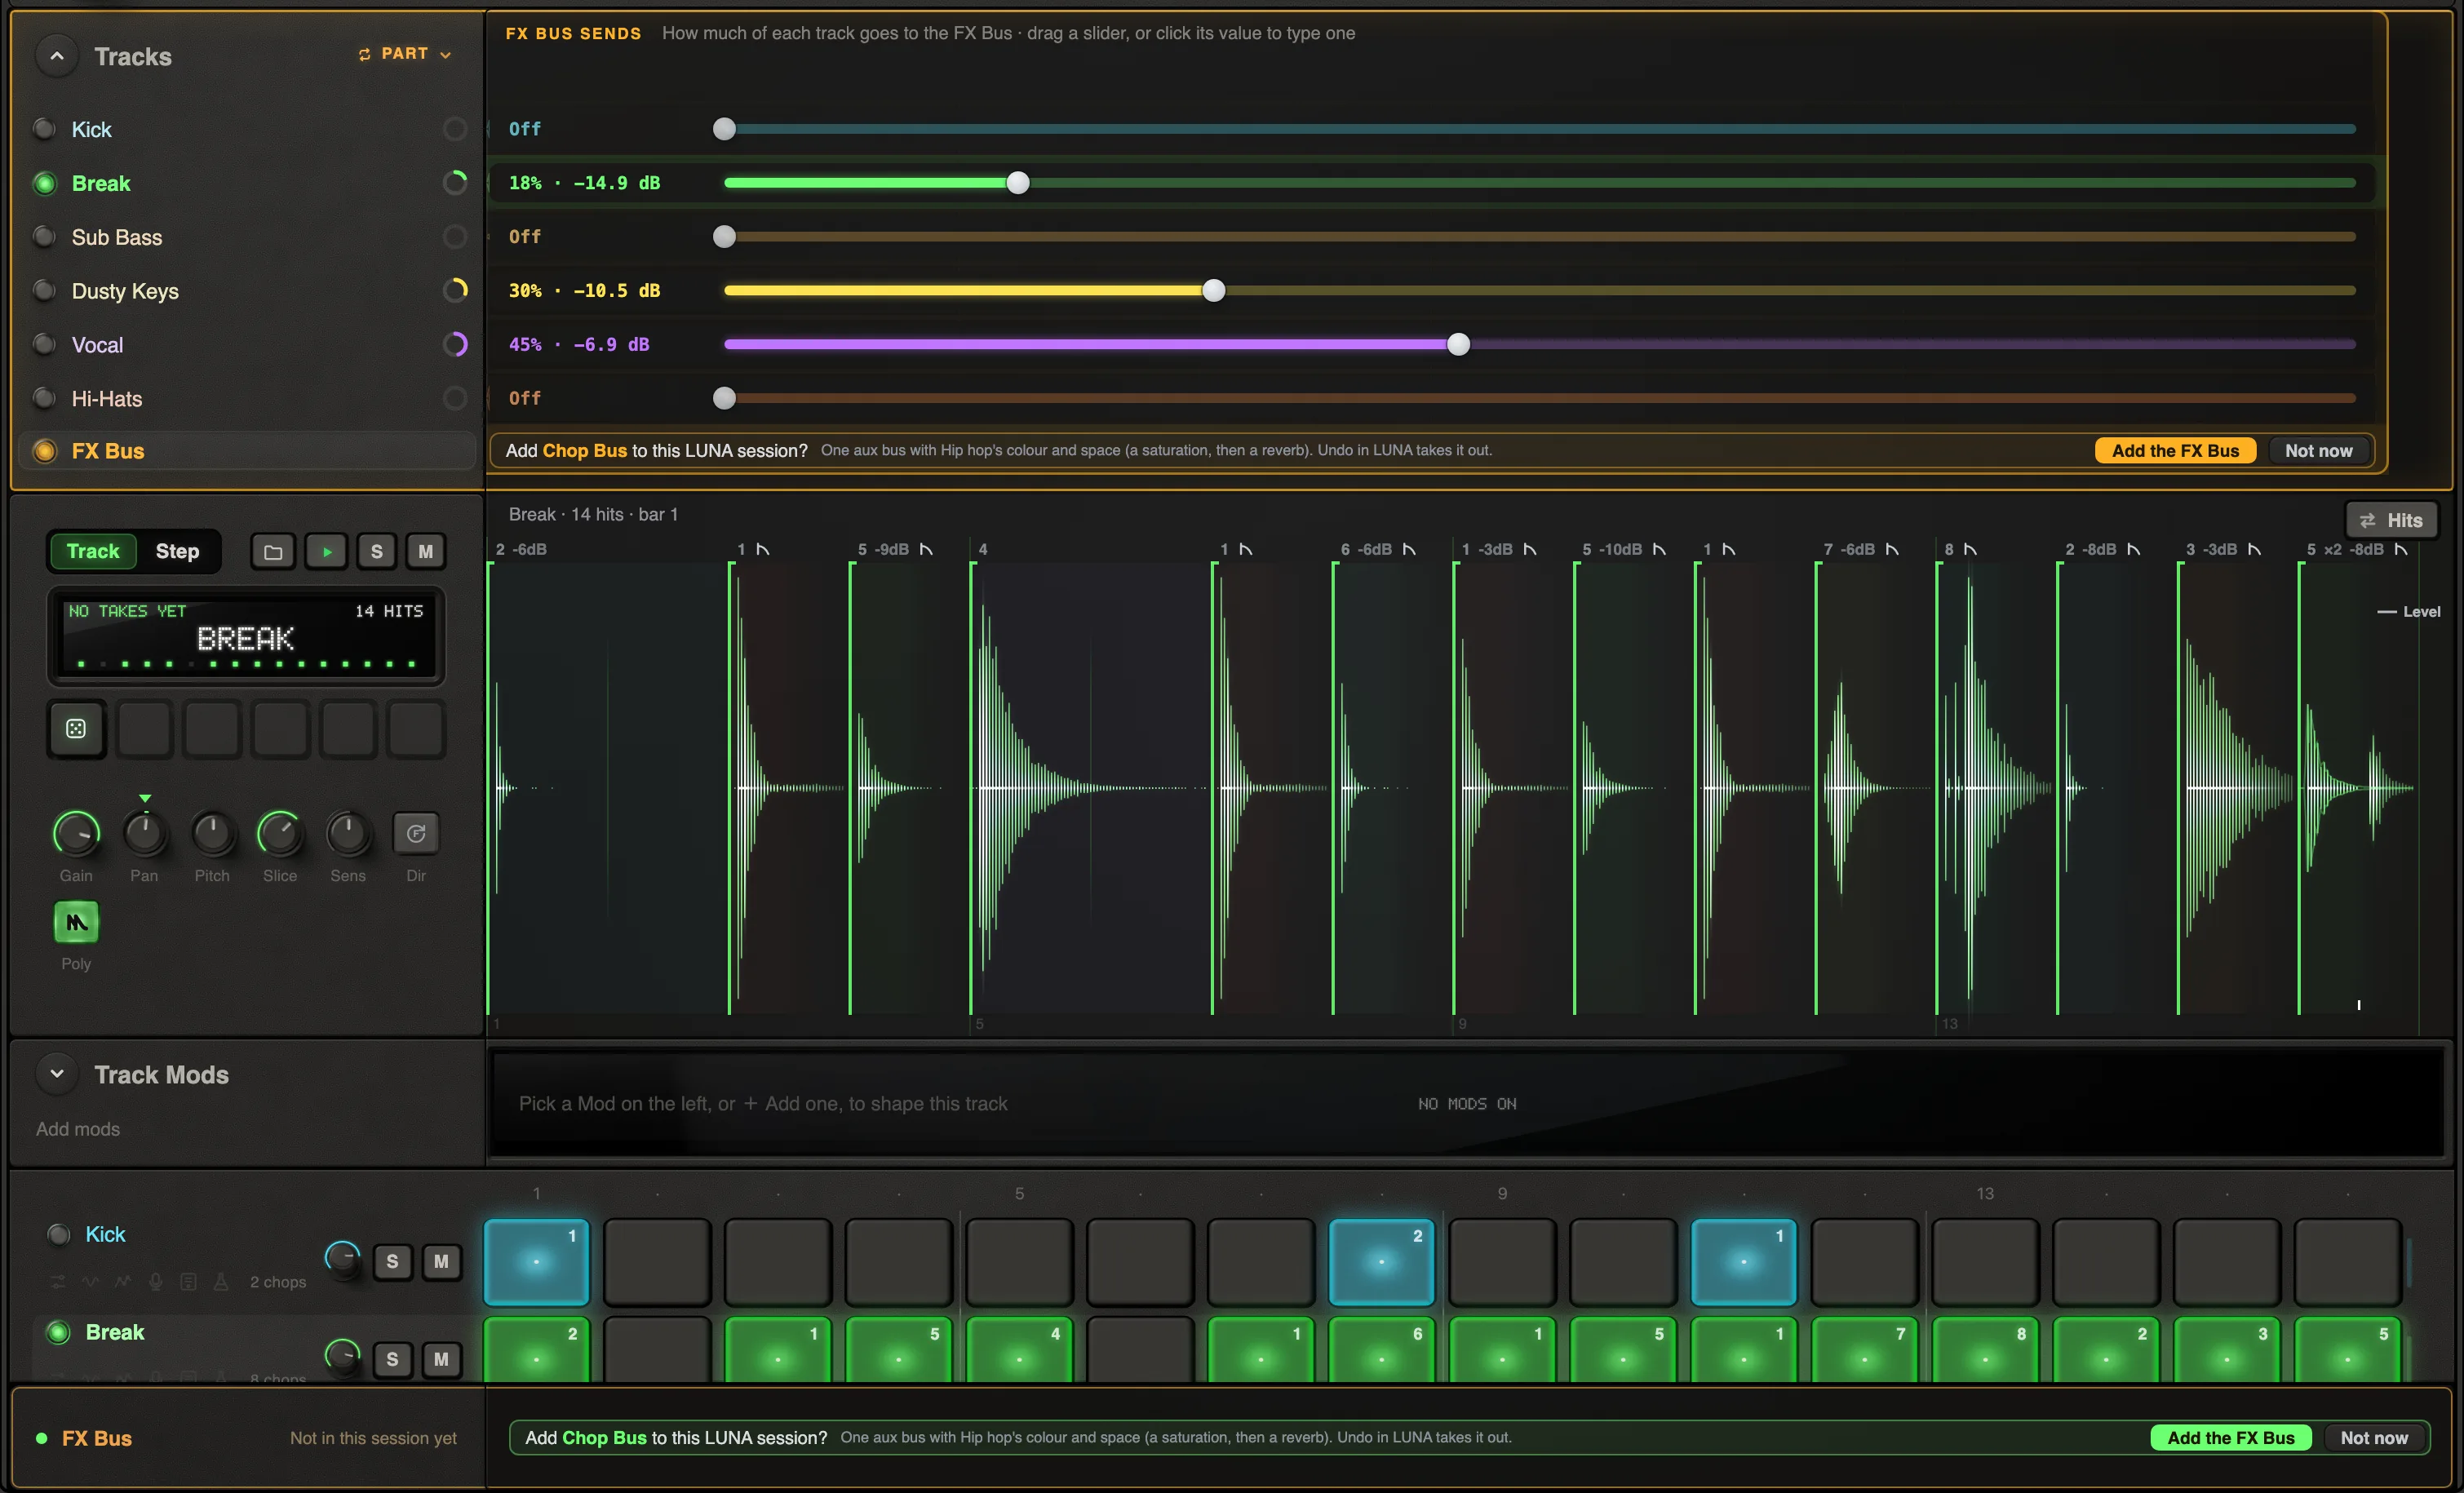 Tracks
PART
FX BUS SENDS How much of each track goes to the FX Bus · drag a slider, or click its value to type one
Kick
Off
Break
18% · −14.9 dB
Sub Bass
Off
Dusty Keys
30% · −10.5 dB
Vocal
45% · −6.9 dB
Hi-Hats
Off
FX Bus
Add Chop Bus to this LUNA session? One aux bus with Hip hop's colour and space (a saturation, then a reverb). Undo in LUNA takes it out.
Add the FX Bus
Not now
Track
Step
S
M
NO TAKES YET
14 HITS
BREAK
Gain
Pan
Pitch
Slice
Sens
F
Dir
Poly
Break · 14 hits · bar 1
Hits
2 -6dB
1
5 -9dB
4
1
6 -6dB
1 -3dB
5 -10dB
1
7 -6dB
8
2 -8dB
3 -3dB
5 ×2 -8dB
Level
1
5
9
13
Track Mods
Add mods
Pick a Mod on the left, or + Add one, to shape this track
NO MODS ON
1
5
9
13
Kick
S
M
2 chops
1
2
1
Break
S
M
8 chops
2
1
5
4
1
6
1
5
1
7
8
2
3
5
FX Bus
Not in this session yet
Add Chop Bus to this LUNA session? One aux bus with Hip hop's colour and space (a saturation, then a reverb). Undo in LUNA takes it out.
Add the FX Bus
Not now